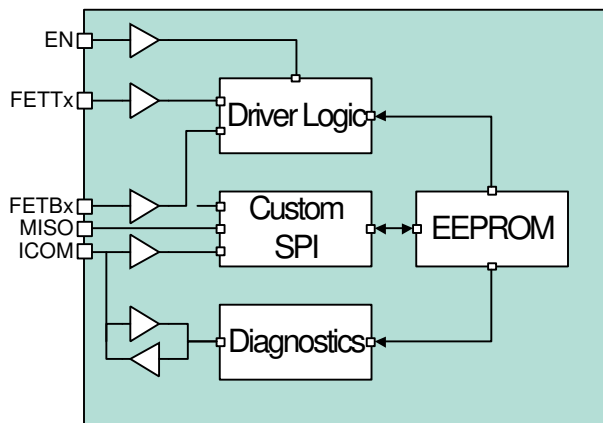 EN
FETTx
Driver Logic
FETBx
MISO
ICOM
Custom
SPI
EEPROM
Diagnostics